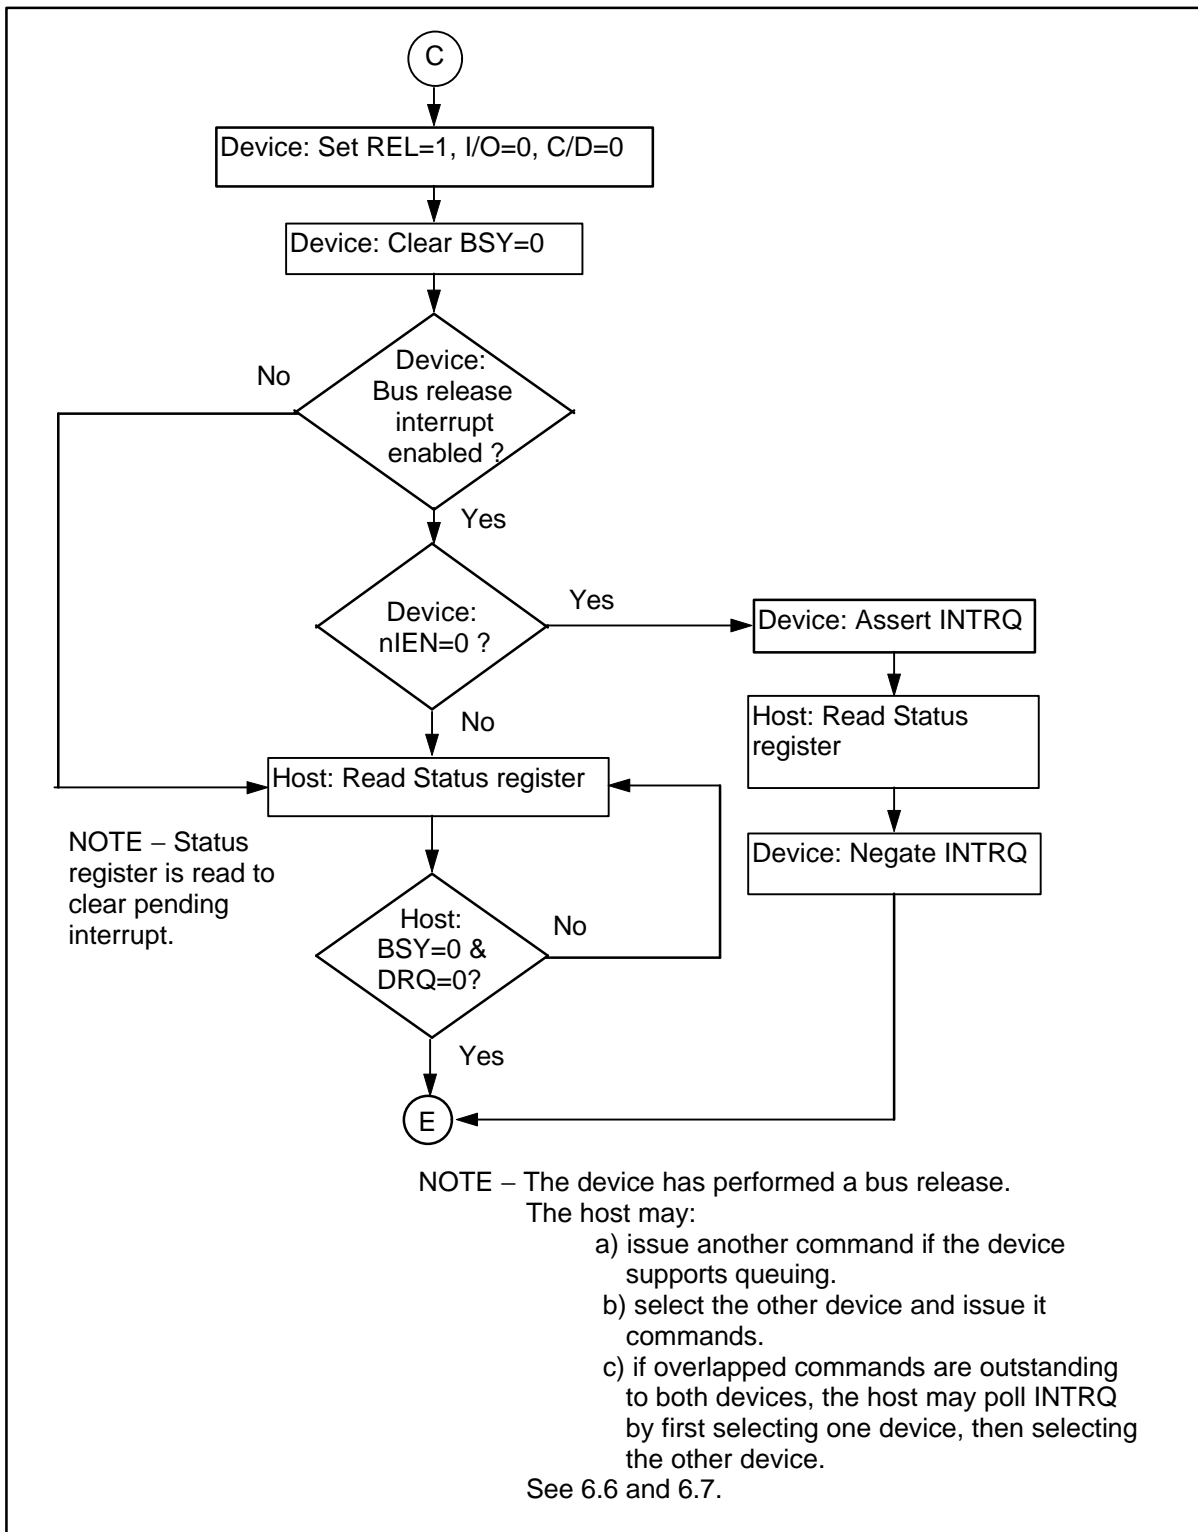 C
Device: Set REL=1, I/O=0, C/D=0
Device: Clear BSY=0
Device:
Bus release
interrupt
enabled ?
No
Yes
Device:
nIEN=0 ?
Yes
No
Device: Assert INTRQ
Host: Read Status
register
Device: Negate INTRQ
Host: Read Status register
NOTE – Status
register is read to
clear pending
interrupt.
Host:
BSY=0 &
DRQ=0?
No
Yes
E
NOTE – The device has performed a bus release.
The host may:
a) issue another command if the device
supports queuing.
b) select the other device and issue it
commands.
c) if overlapped commands are outstanding
to both devices, the host may poll INTRQ
by first selecting one device, then selecting
the other device.
See 6.6 and 6.7.